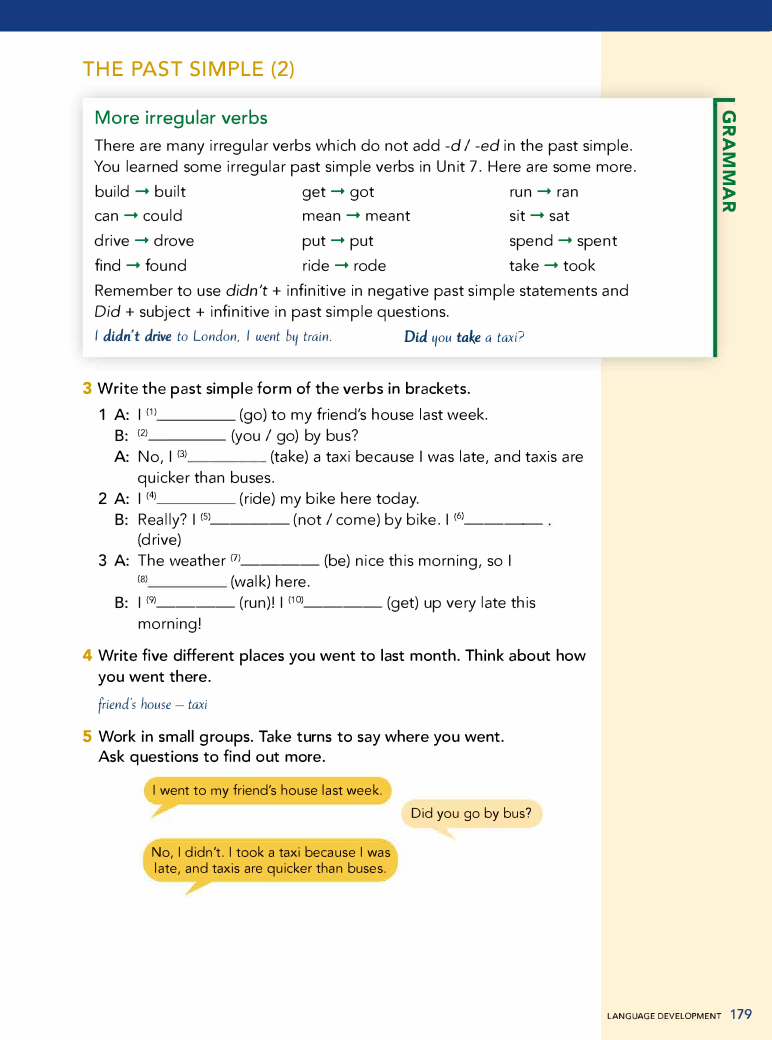 THE PAST SIMPLE (2)
GRAMMAR
More irregular verbs
There are many irregular verbs which do not add -d / -ed in the past simple.
You learned some irregular past simple verbs in Unit 7. Here are some more.
build ➞ built get ➞ got run ➞ ran
can ➞ could mean ➞ meant sit ➞ sat
drive ➞ drove put ➞ put spend ➞ spent
find ➞ found ride ➞ rode take ➞ took
Remember to use didn't + infinitive in negative past simple statements and
Did + subject + infinitive in past simple questions.
I didn't drive to London, I went by train. Did you take a taxi?
3 Write the past simple form of the verbs in brackets.
1 A: I (1)_________ (go) to my friend's house last week.
B: (2)_________ (you / go) by bus?
A: No, I (3)_________ (take) a taxi because I was late, and taxis are
quicker than buses.
2 A: I (4)_________ (ride) my bike here today.
B: Really? I (5)_________ (not / come) by bike. I (6)_________ .
(drive)
3 A: The weather (7)_________ (be) nice this morning, so I
(8)_________ (walk) here.
B: I (9)_________ (run)! I (10)_________ (get) up very late this
morning!
4 Write five different places you went to last month. Think about how
you went there.
friend's house – taxi
5 Work in small groups. Take turns to say where you went.
Ask questions to find out more.
I went to my friend's house last week.
Did you go by bus?
No, I didn't. I took a taxi because I was
late, and taxis are quicker than buses.
LANGUAGE DEVELOPMENT 179